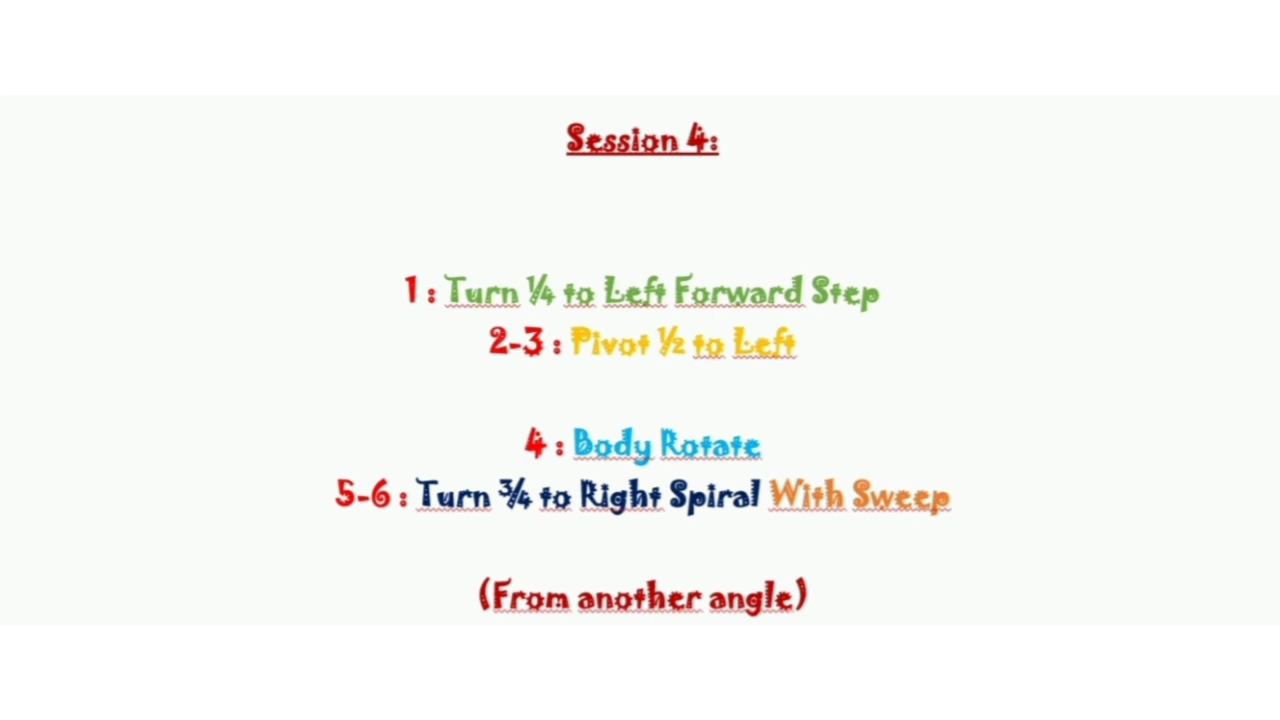 Session 4:
1 : Turn ¼ to Left Forward Step
2-3 : Pivot ½ to Left
4 : Body Rotate
5-6 : Turn ¾ to Right Spiral With Sweep
(From another angle)